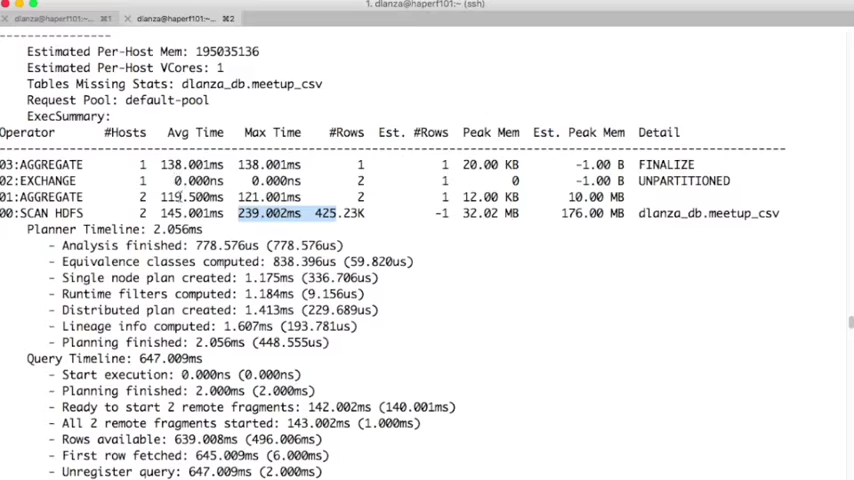 1. dlanza@haperf101:~ (ssh)
dlanza@haperf101:~... ⌘1 dlanza@haperf101:~... ⌘2
----------------
Estimated Per-Host Mem: 195035136
Estimated Per-Host VCores: 1
Tables Missing Stats: dlanza_db.meetup_csv
Request Pool: default-pool
ExecSummary:
Operator #Hosts Avg Time Max Time #Rows Est. #Rows Peak Mem Est. Peak Mem Detail
03:AGGREGATE 1 138.001ms 138.001ms 1 1 20.00 KB -1.00 B FINALIZE
02:EXCHANGE 1 0.000ns 0.000ns 2 1 0 -1.00 B UNPARTITIONED
01:AGGREGATE 2 119.500ms 121.001ms 2 1 12.00 KB 10.00 MB
00:SCAN HDFS 2 145.001ms 239.002ms 425.23K -1 32.02 MB 176.00 MB dlanza_db.meetup_csv
Planner Timeline: 2.056ms
- Analysis finished: 778.576us (778.576us)
- Equivalence classes computed: 838.396us (59.820us)
- Single node plan created: 1.175ms (336.706us)
- Runtime filters computed: 1.184ms (9.156us)
- Distributed plan created: 1.413ms (229.689us)
- Lineage info computed: 1.607ms (193.781us)
- Planning finished: 2.056ms (448.555us)
Query Timeline: 647.009ms
- Start execution: 0.000ns (0.000ns)
- Planning finished: 2.000ms (2.000ms)
- Ready to start 2 remote fragments: 142.002ms (140.001ms)
- All 2 remote fragments started: 143.002ms (1.000ms)
- Rows available: 639.008ms (496.006ms)
- First row fetched: 645.009ms (6.000ms)
- Unregister query: 647.009ms (2.000ms)